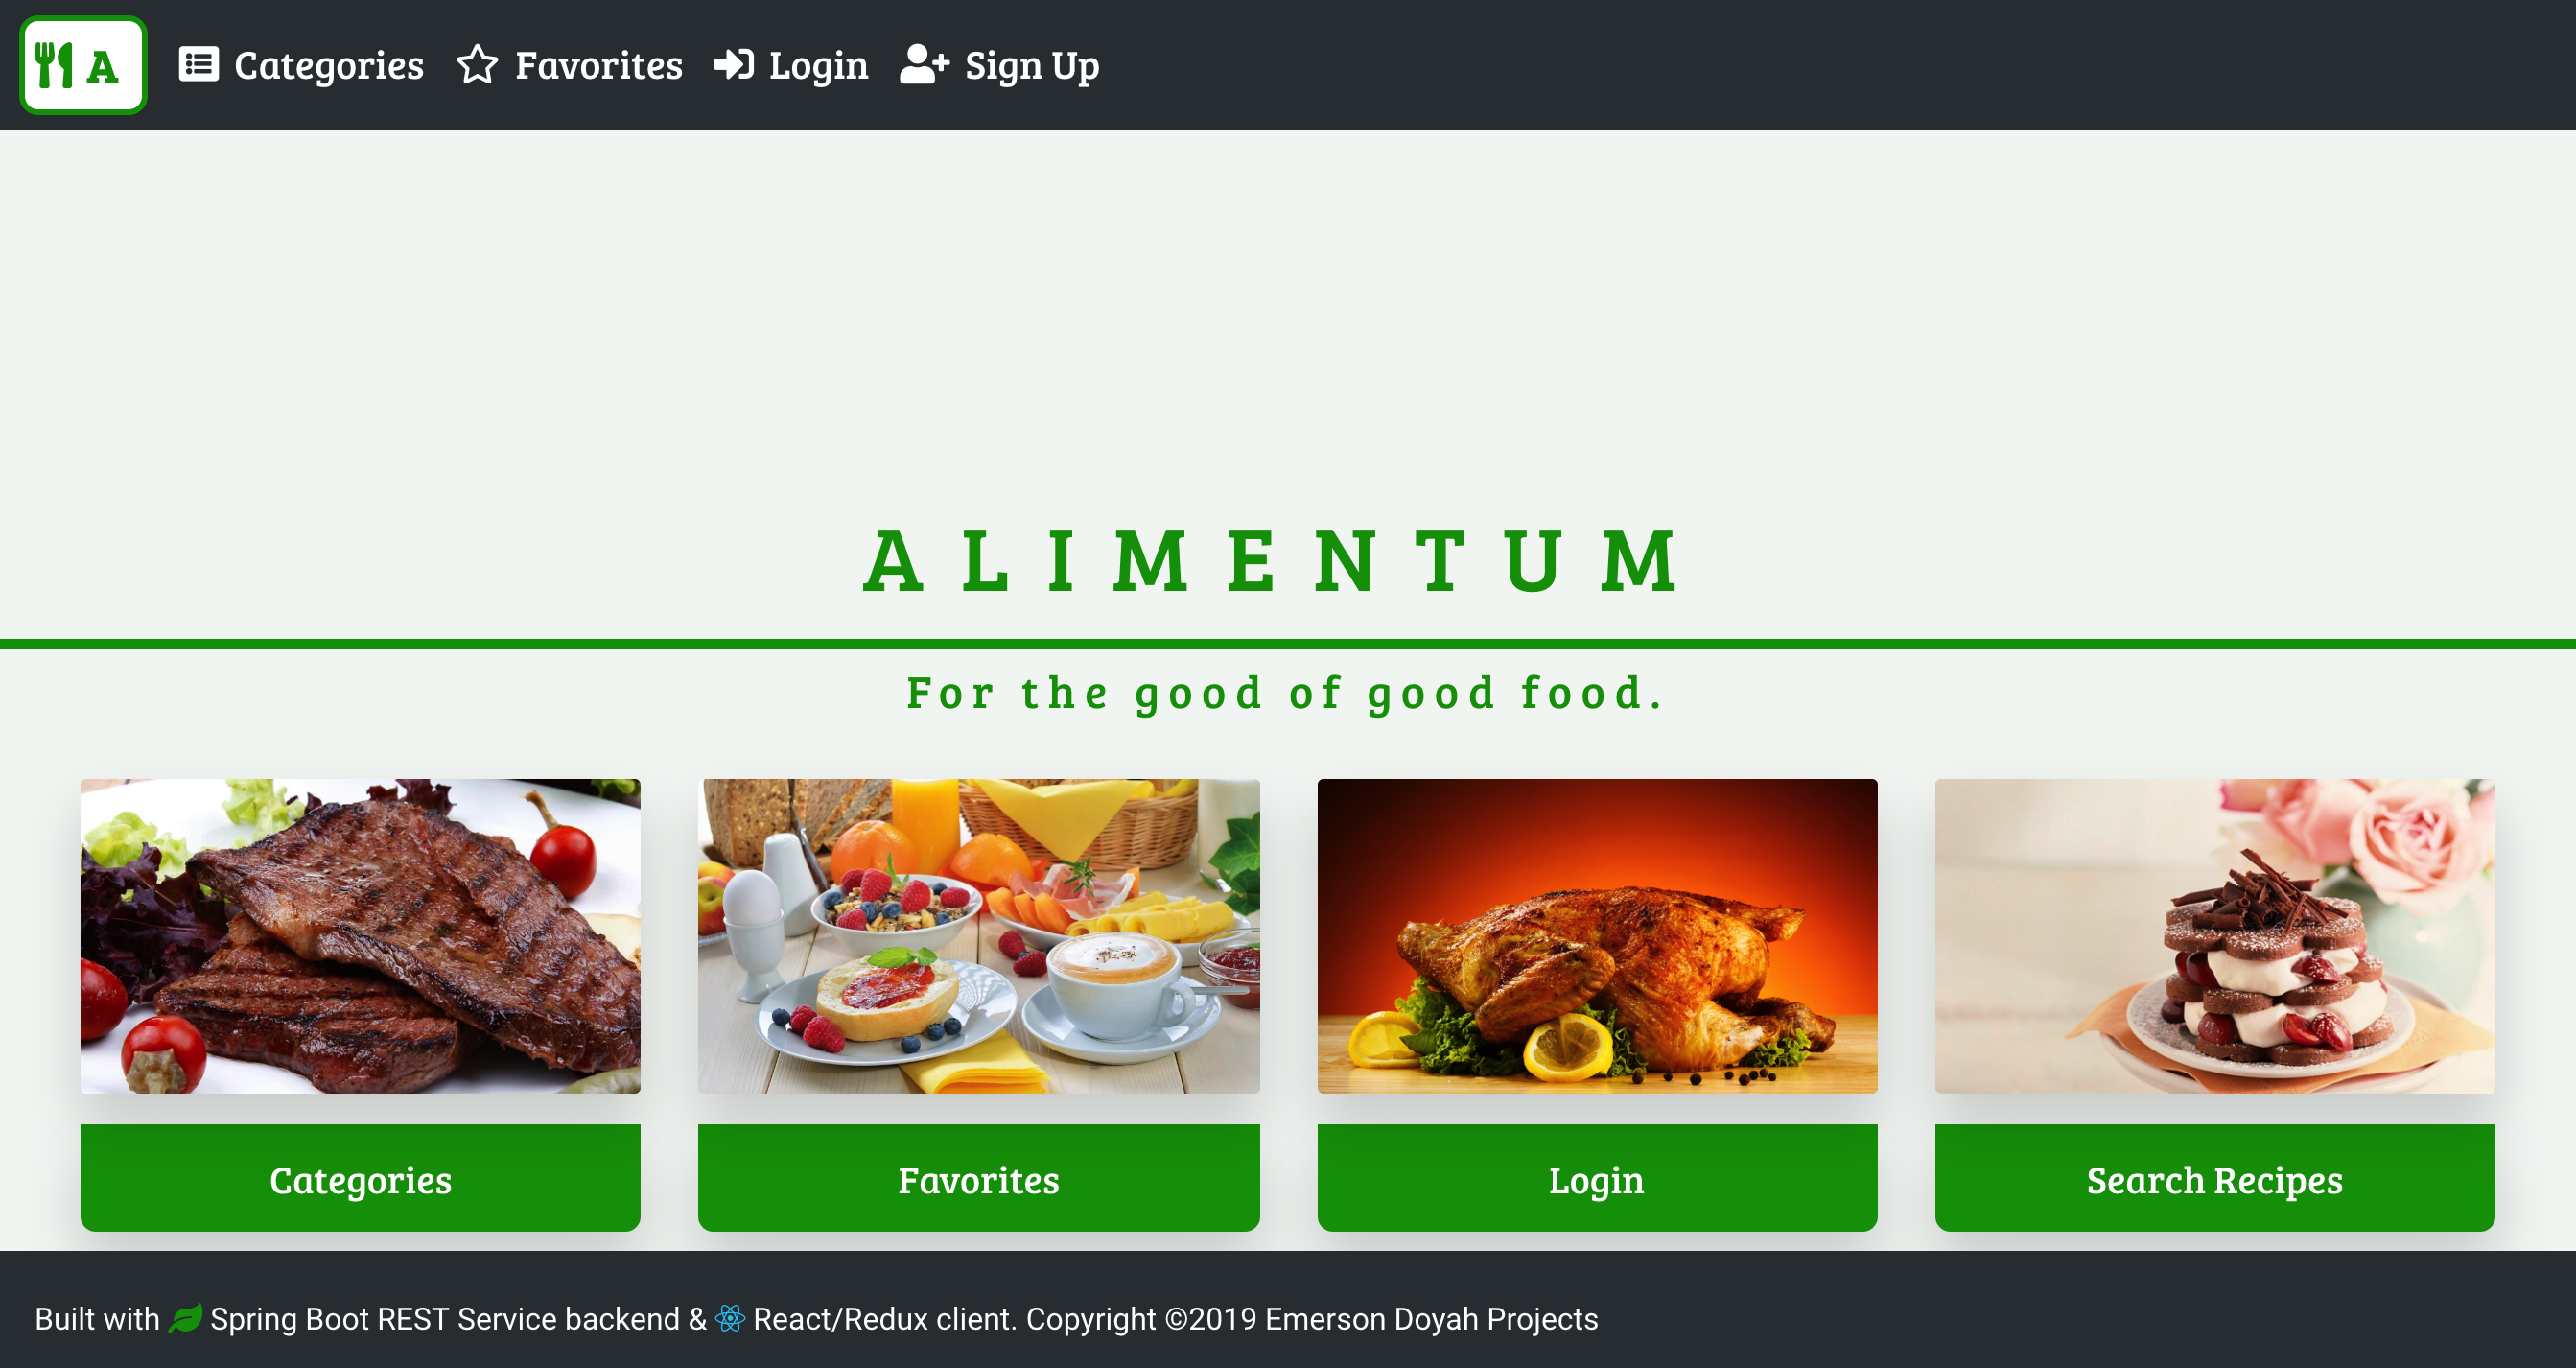 A Categories Favorites Login Sign Up
ALIMENTUM
For the good of good food.
Categories Favorites Login Search Recipes
Built with Spring Boot REST Service backend & React/Redux client. Copyright ©2019 Emerson Doyah Projects